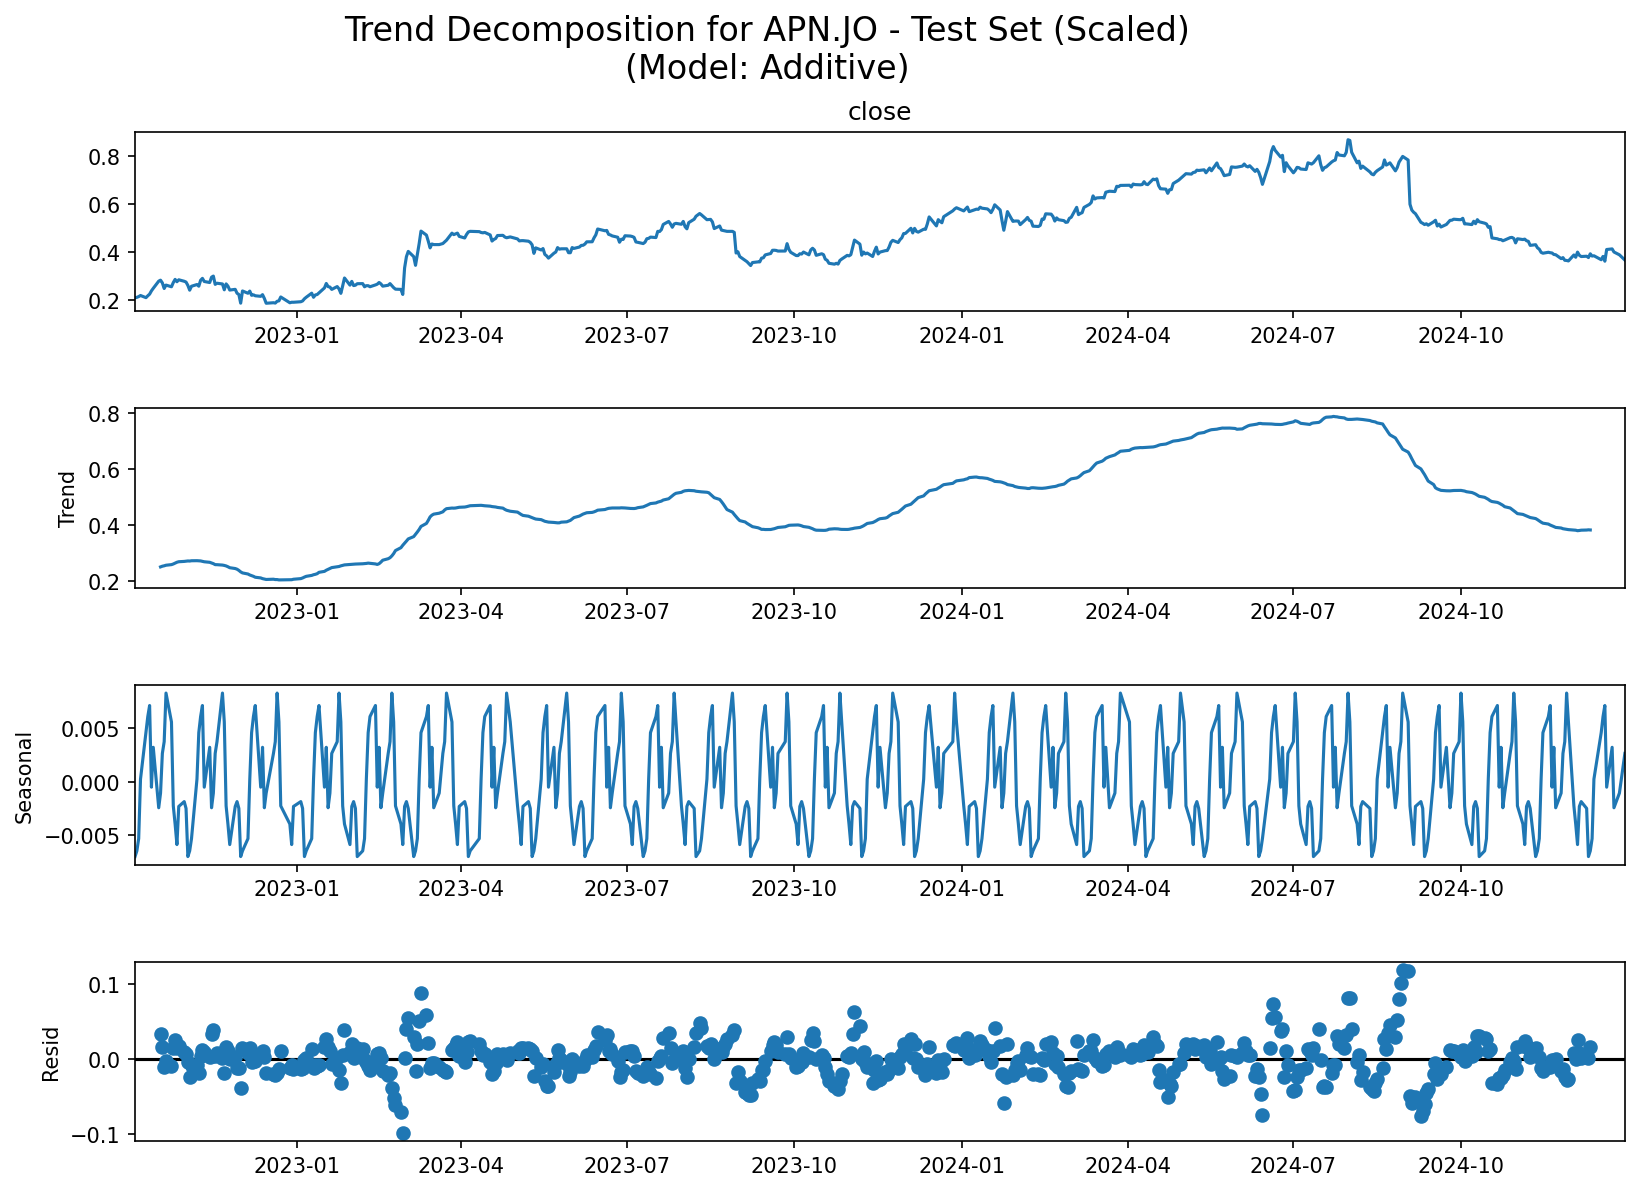 Trend Decomposition for APN.JO - Test Set (Scaled)
(Model: Additive)
close
0.8
0.6
0.4
0.2
2023-01 2023-04 2023-07 2023-10 2024-01 2024-04 2024-07 2024-10
Trend
0.8
0.6
0.4
0.2
2023-01 2023-04 2023-07 2023-10 2024-01 2024-04 2024-07 2024-10
Seasonal
0.005
0.000
−0.005
2023-01 2023-04 2023-07 2023-10 2024-01 2024-04 2024-07 2024-10
Resid
0.1
0.0
−0.1
2023-01 2023-04 2023-07 2023-10 2024-01 2024-04 2024-07 2024-10